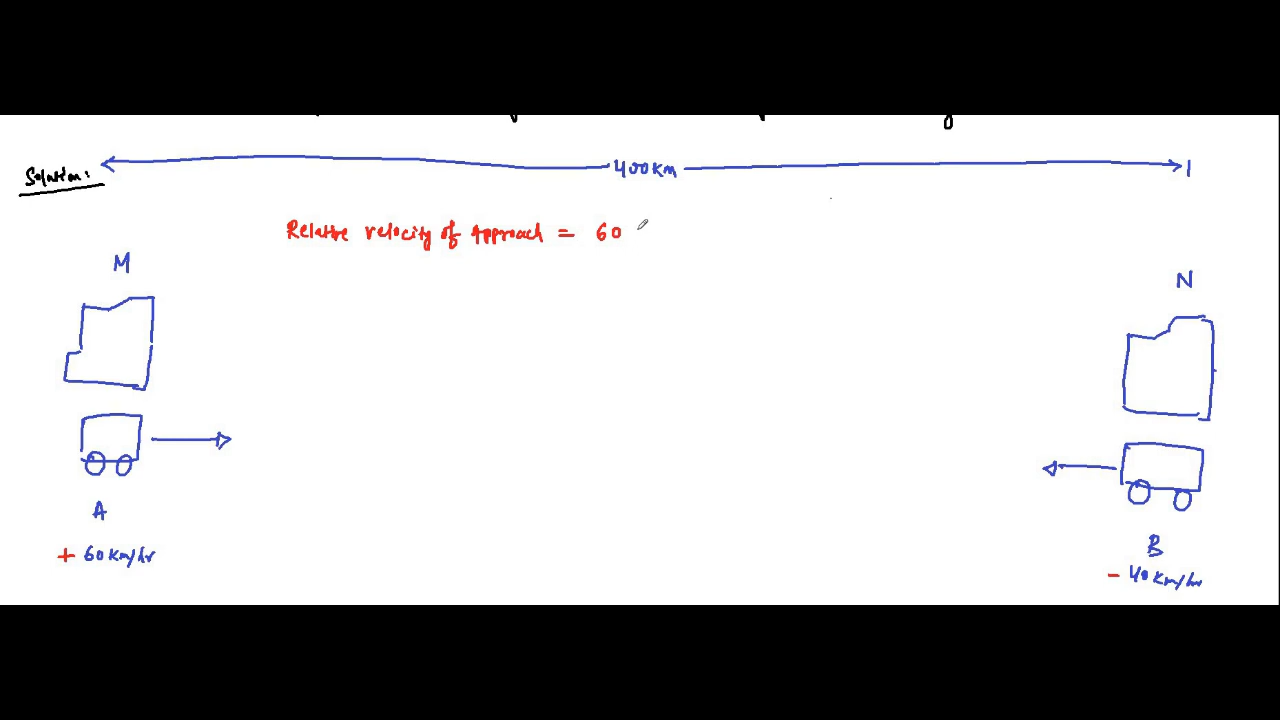 Solution:
400km
Relative velocity of Approach = 60
M
N
A
B
+ 60km/hr
- 40km/hr